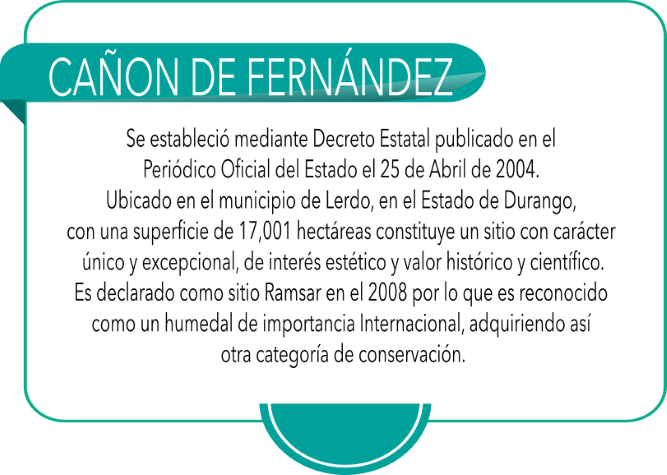 CAÑON DE FERNÁNDEZ
Se estableció mediante Decreto Estatal publicado en el
Periódico Oficial del Estado el 25 de Abril de 2004.
Ubicado en el municipio de Lerdo, en el Estado de Durango,
con una superficie de 17,001 hectáreas constituye un sitio con carácter
único y excepcional, de interés estético y valor histórico y científico.
Es declarado como sitio Ramsar en el 2008 por lo que es reconocido
como un humedal de importancia Internacional, adquiriendo así
otra categoría de conservación.